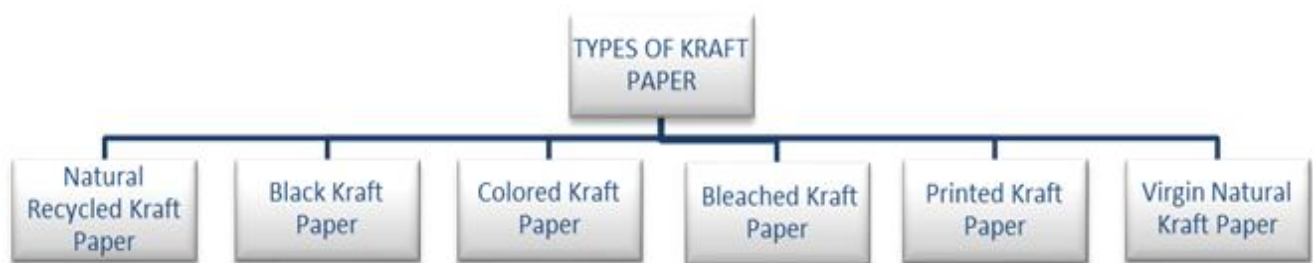 TYPES OF KRAFT
PAPER
Natural
Recycled Kraft
Paper
Black Kraft
Paper
Colored Kraft
Paper
Bleached Kraft
Paper
Printed Kraft
Paper
Virgin Natural
Kraft Paper